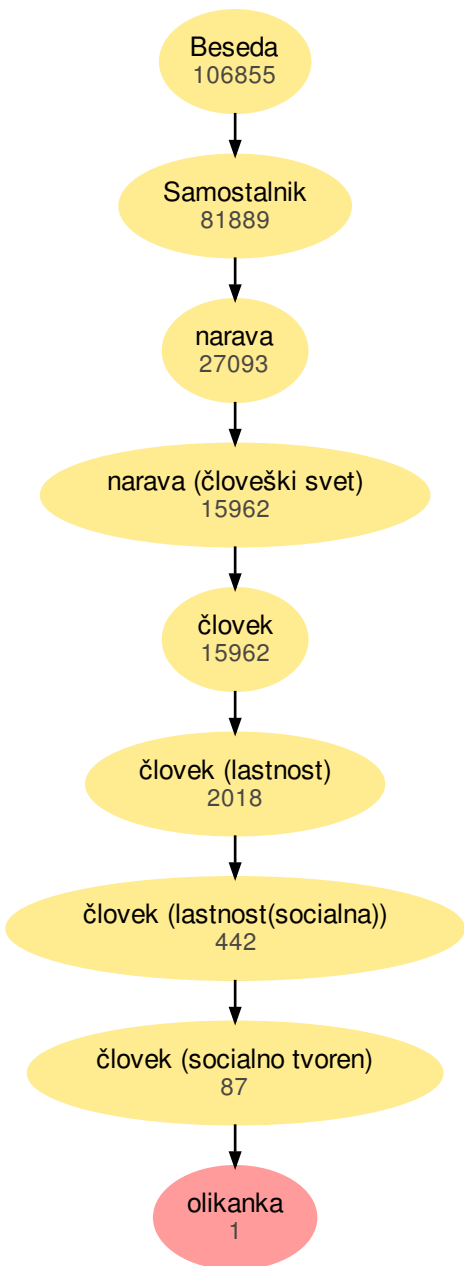 Beseda
106855
Samostalnik
81889
narava
27093
narava (človeški svet)
15962
človek
15962
človek (lastnost)
2018
človek (lastnost(socialna))
442
človek (socialno tvoren)
87
olikanka
1